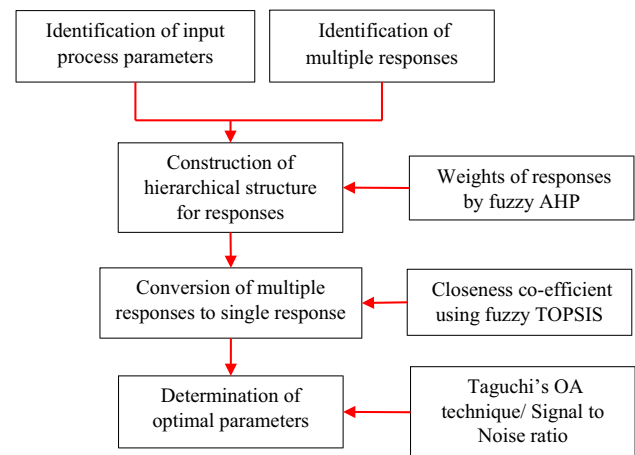 Identification of input
process parameters
Identification of
multiple responses
Construction of
hierarchical structure
for responses
Weights of responses
by fuzzy AHP
Conversion of multiple
responses to single response
Closeness co-efficient
using fuzzy TOPSIS
Determination of
optimal parameters
Taguchi's OA
technique/ Signal to
Noise ratio